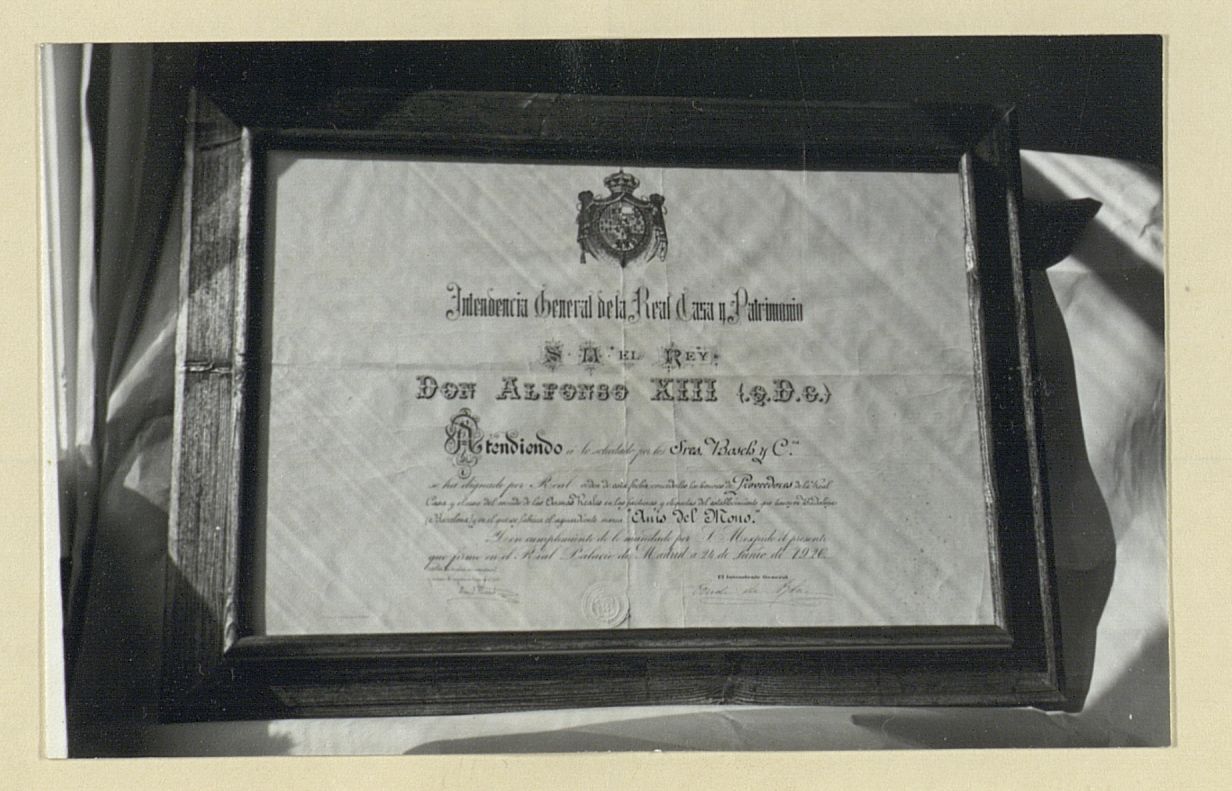 Intendencia General de la Real Casa y Patrimonio
S. M. EL REY
DON ALFONSO XIII (.Q.D.G.)
Atendiendo á lo solicitado por los Sres. Bosch y C.ia
se ha dignado por Real orden de esta fecha, concederles los honores de Proveedores de la Real
Casa y el uso del escudo de las Armas Reales en las facturas y etiquetas del establecimiento que tienen en Badalona
(Barcelona), en el que se fabrica el aguardiente marca "Anis del Mono."
Y en cumplimiento de lo mandado por S. M. expido el presente
que firmo en el Real Palacio de Madrid a 24 de Junio de 1926
El Intendente General